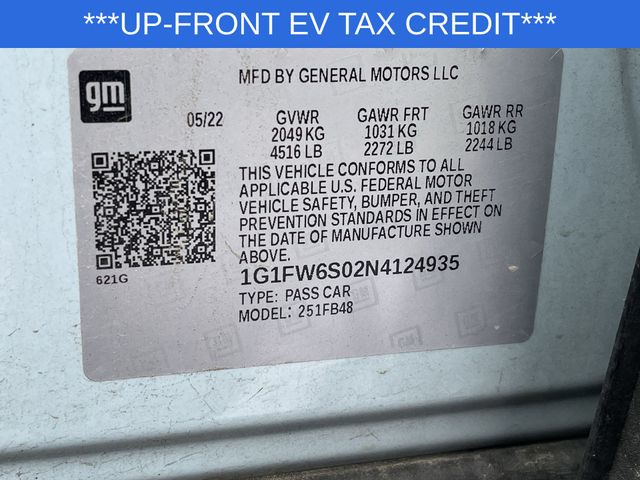 ***UP-FRONT EV TAX CREDIT***
gm
MFD BY GENERAL MOTORS LLC
05/22 GVWR GAWR FRT GAWR RR
2049 KG 1031 KG 1018 KG
4516 LB 2272 LB 2244 LB
THIS VEHICLE CONFORMS TO ALL
APPLICABLE U.S. FEDERAL MOTOR
VEHICLE SAFETY, BUMPER, AND THEFT
PREVENTION STANDARDS IN EFFECT ON
THE DATE OF MANUFACTURE SHOWN
ABOVE.
621G
1G1FW6S02N4124935
TYPE: PASS CAR
MODEL: 251FB48